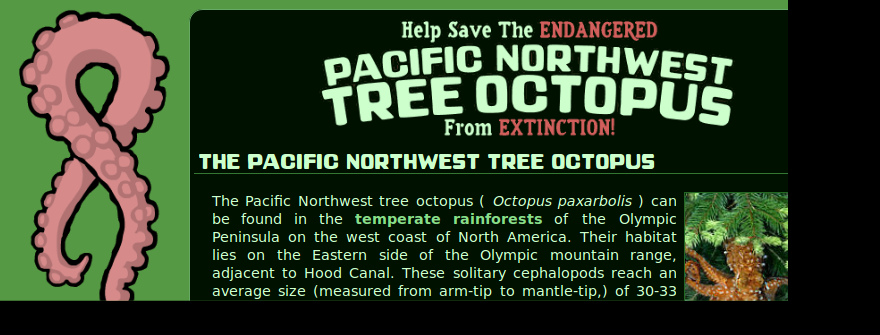 Help Save The ENDANGERED
PACIFIC NORTHWEST
TREE OCTOPUS
From EXTINCTION!
THE PACIFIC NORTHWEST TREE OCTOPUS
The Pacific Northwest tree octopus ( Octopus paxarbolis ) can
be found in the temperate rainforests of the Olympic
Peninsula on the west coast of North America. Their habitat
lies on the Eastern side of the Olympic mountain range,
adjacent to Hood Canal. These solitary cephalopods reach an
average size (measured from arm-tip to mantle-tip,) of 30-33